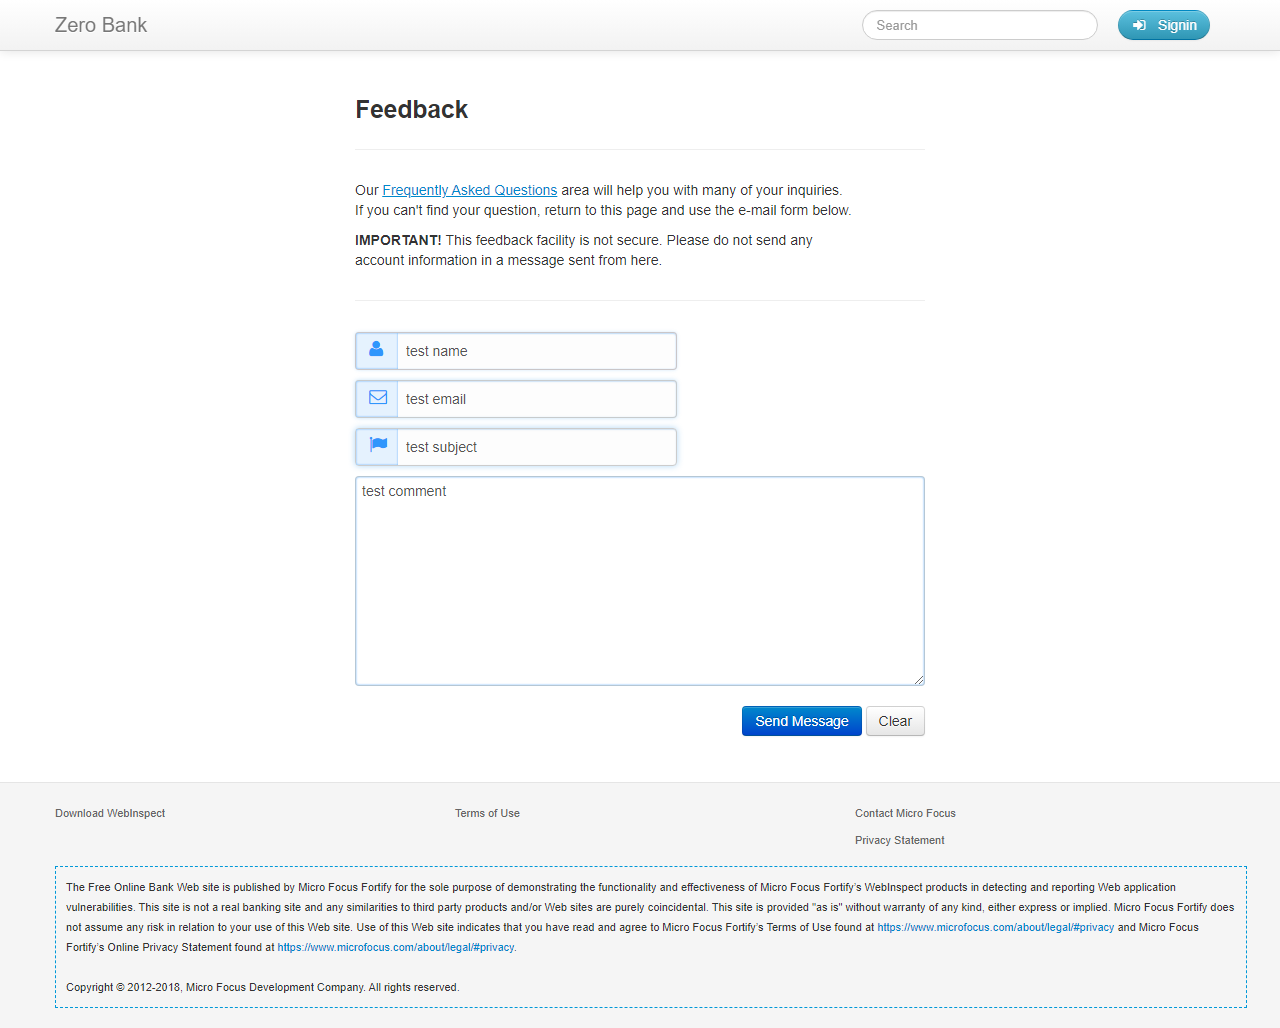 Zero Bank
Search
Signin
Feedback
Our Frequently Asked Questions area will help you with many of your inquiries.
If you can't find your question, return to this page and use the e-mail form below.
IMPORTANT! This feedback facility is not secure. Please do not send any
account information in a message sent from here.
test name
test email
test subject
test comment
Send Message
Clear
Download WebInspect
Terms of Use
Contact Micro Focus
Privacy Statement
The Free Online Bank Web site is published by Micro Focus Fortify for the sole purpose of demonstrating the functionality and effectiveness of Micro Focus Fortify's WebInspect products in detecting and reporting Web application
vulnerabilities. This site is not a real banking site and any similarities to third party products and/or Web sites are purely coincidental. This site is provided "as is" without warranty of any kind, either express or implied. Micro Focus Fortify does
not assume any risk in relation to your use of this Web site. Use of this Web site indicates that you have read and agree to Micro Focus Fortify's Terms of Use found at https://www.microfocus.com/about/legal/#privacy and Micro Focus
Fortify's Online Privacy Statement found at https://www.microfocus.com/about/legal/#privacy.
Copyright © 2012-2018, Micro Focus Development Company. All rights reserved.